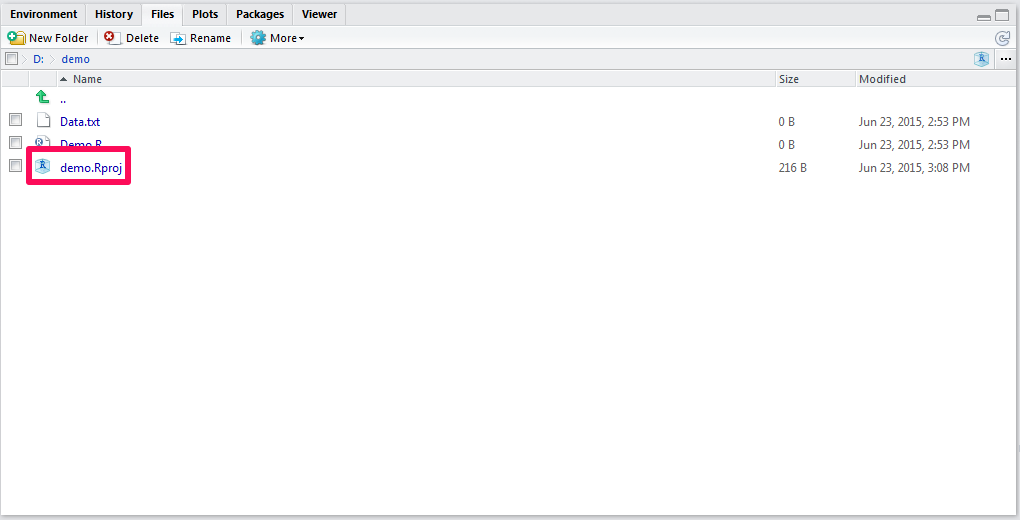 Environment History Files Plots Packages Viewer
New Folder Delete Rename More
D: demo
Name Size Modified
..
Data.txt 0 B Jun 23, 2015, 2:53 PM
Demo.R 0 B Jun 23, 2015, 2:53 PM
demo.Rproj 216 B Jun 23, 2015, 3:08 PM